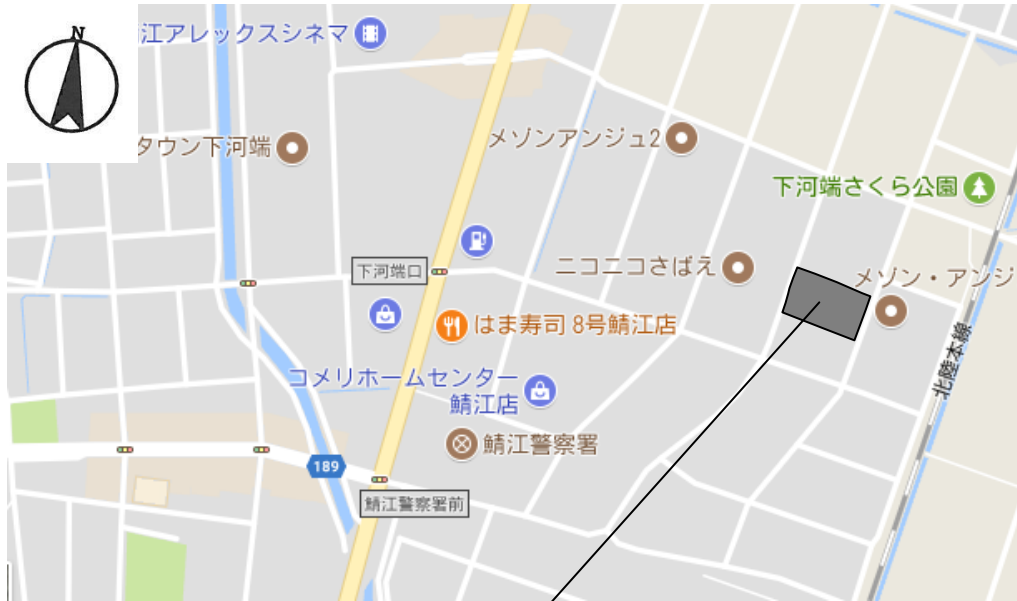 N
江アレックスシネマ
タウン下河端
メゾンアンジュ2
下河端さくら公園
下河端口
ニコニコさばえ
メゾン・アンジ
はま寿司 8号鯖江店
北陸本線
コメリホームセンター
鯖江店
鯖江警察署
189
鯖江警察署前